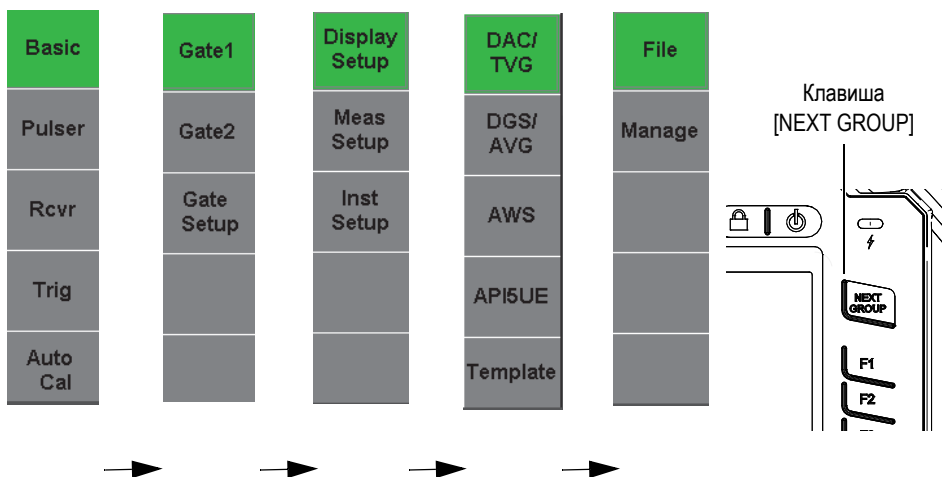 Basic
Pulser
Rcvr
Trig
Auto
Cal
Gate1
Gate2
Gate
Setup
Display
Setup
Meas
Setup
Inst
Setup
DAC/
TVG
DGS/
AVG
AWS
API5UE
Template
File
Manage
Клавиша
[NEXT GROUP]
NEXT
GROUP
F1
F2